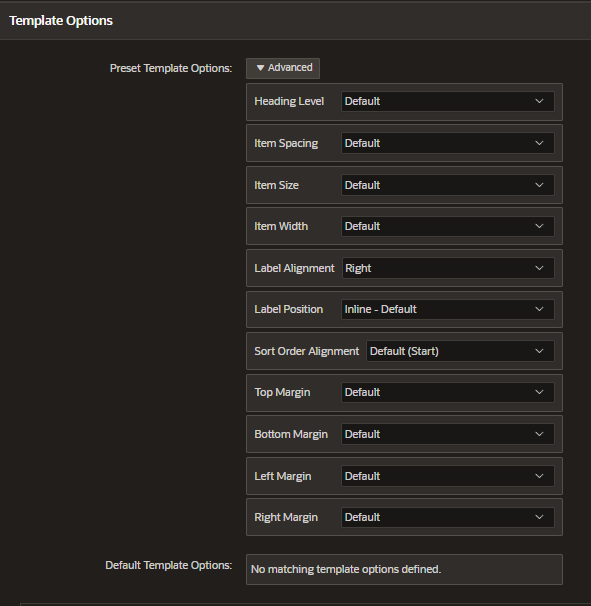 Template Options
Preset Template Options: Advanced
Heading Level Default
Item Spacing Default
Item Size Default
Item Width Default
Label Alignment Right
Label Position Inline - Default
Sort Order Alignment Default (Start)
Top Margin Default
Bottom Margin Default
Left Margin Default
Right Margin Default
Default Template Options: No matching template options defined.